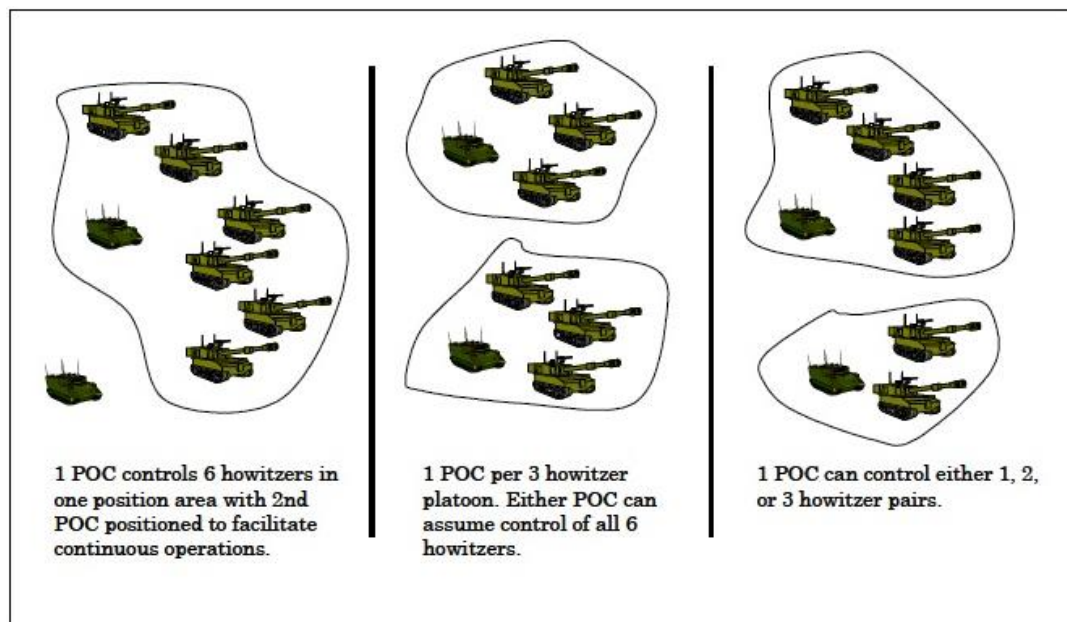 1 POC controls 6 howitzers in
one position area with 2nd
POC positioned to facilitate
continuous operations.
1 POC per 3 howitzer
platoon. Either POC can
assume control of all 6
howitzers.
1 POC can control either 1, 2,
or 3 howitzer pairs.